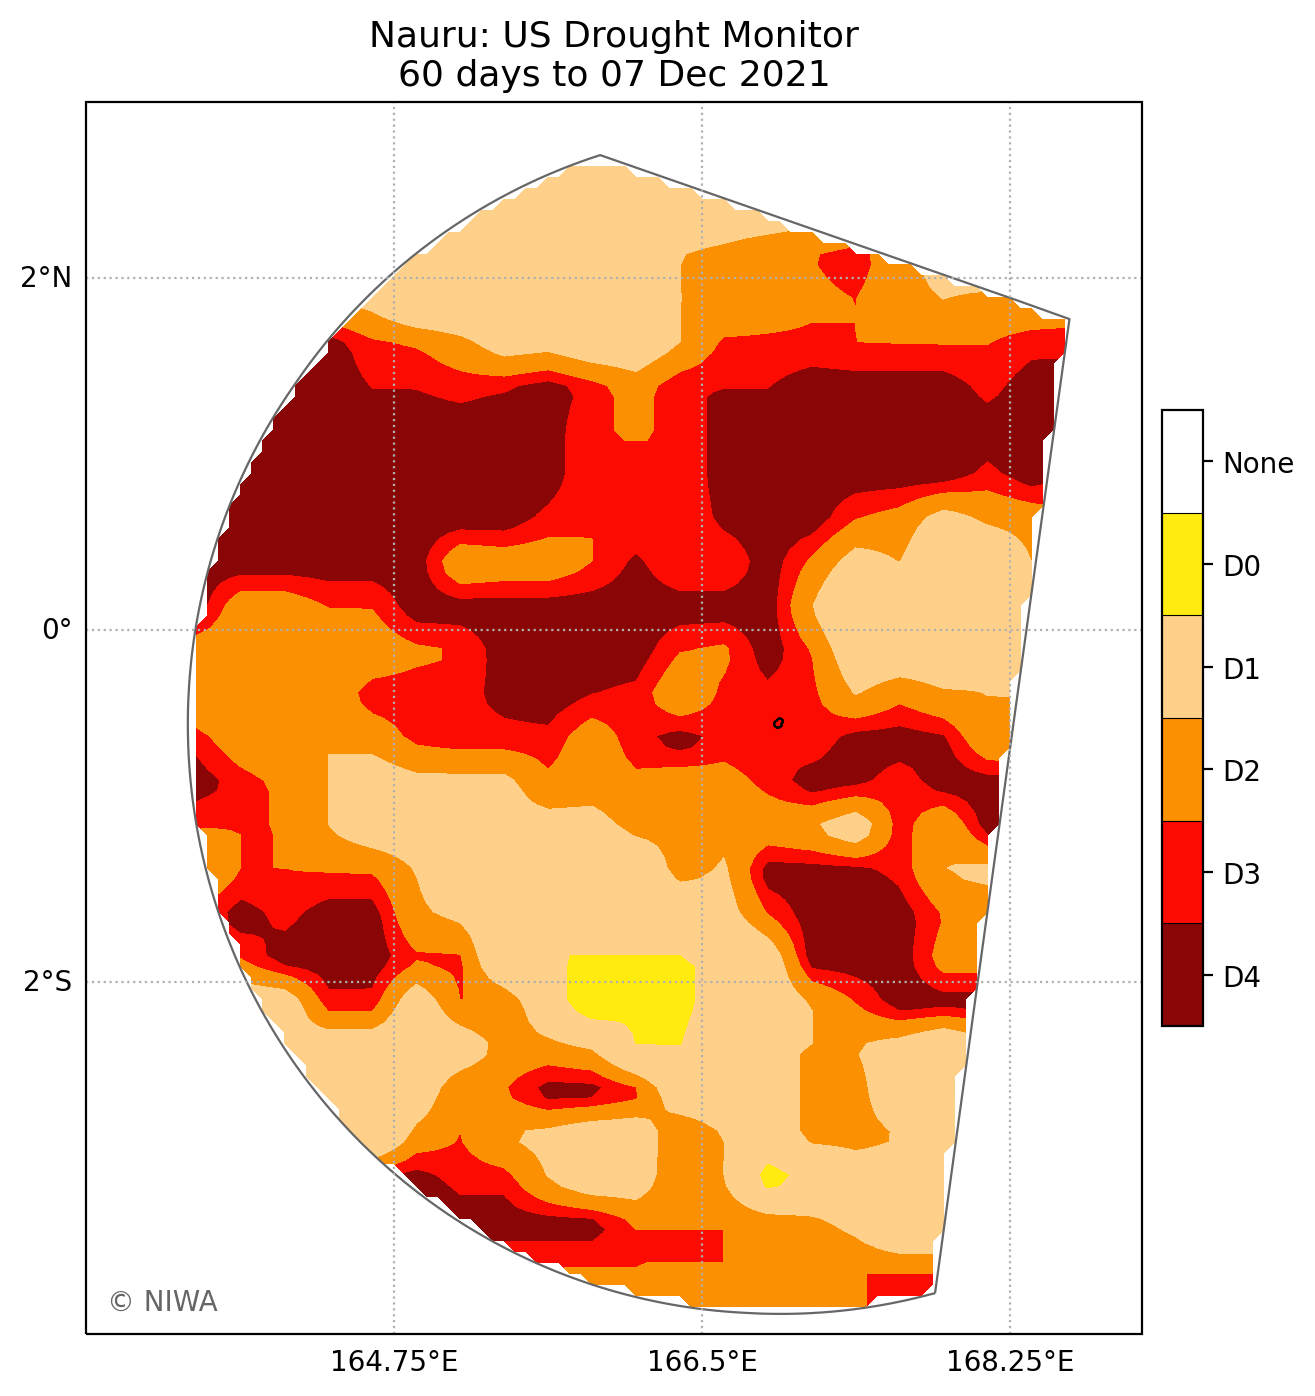 Nauru: US Drought Monitor
60 days to 07 Dec 2021
2°N
0°
2°S
164.75°E
166.5°E
168.25°E
None
D0
D1
D2
D3
D4
© NIWA